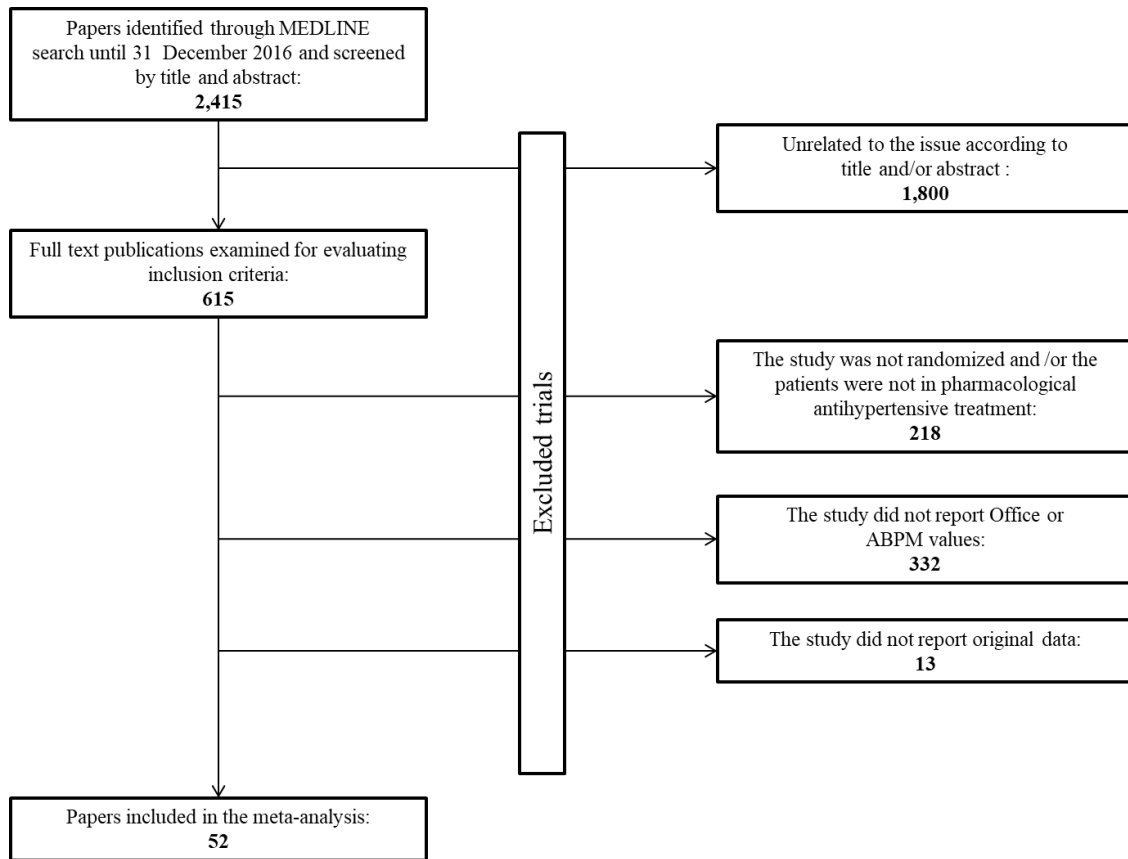 Papers identified through MEDLINE
search until 31 December 2016 and screened
by title and abstract:
2,415
Unrelated to the issue according to
title and/or abstract :
1,800
Full text publications examined for evaluating
inclusion criteria:
615
Excluded trials
The study was not randomized and /or the
patients were not in pharmacological
antihypertensive treatment:
218
The study did not report Office or
ABPM values:
332
The study did not report original data:
13
Papers included in the meta-analysis:
52